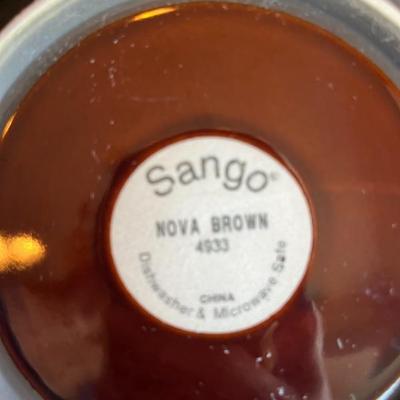 Sango®
NOVA BROWN
4933
CHINA
Dishwasher & Microwave Safe